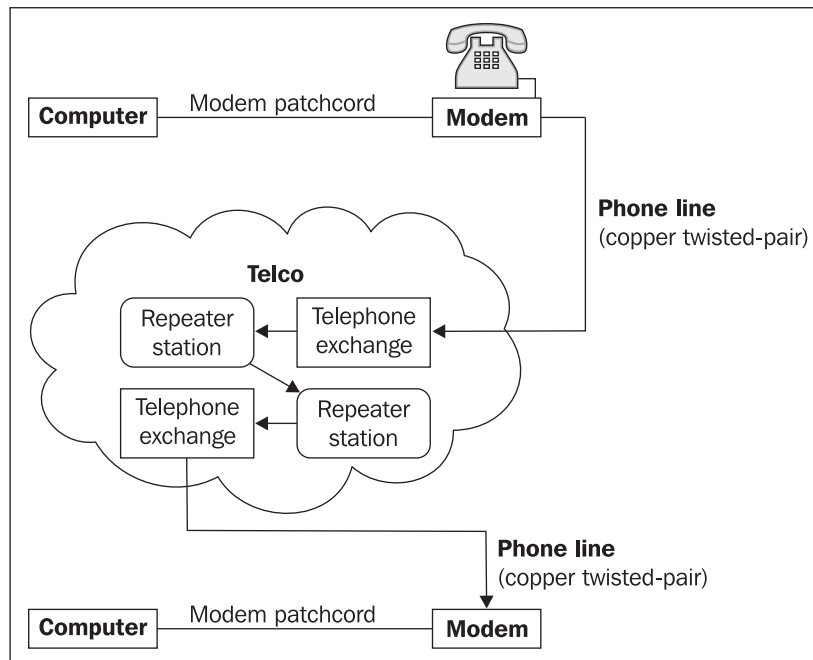 Modem patchcord
Computer
Modem
Phone line
(copper twisted-pair)
Telco
Repeater
station
Telephone
exchange
Telephone
exchange
Repeater
station
Phone line
(copper twisted-pair)
Modem patchcord
Computer
Modem